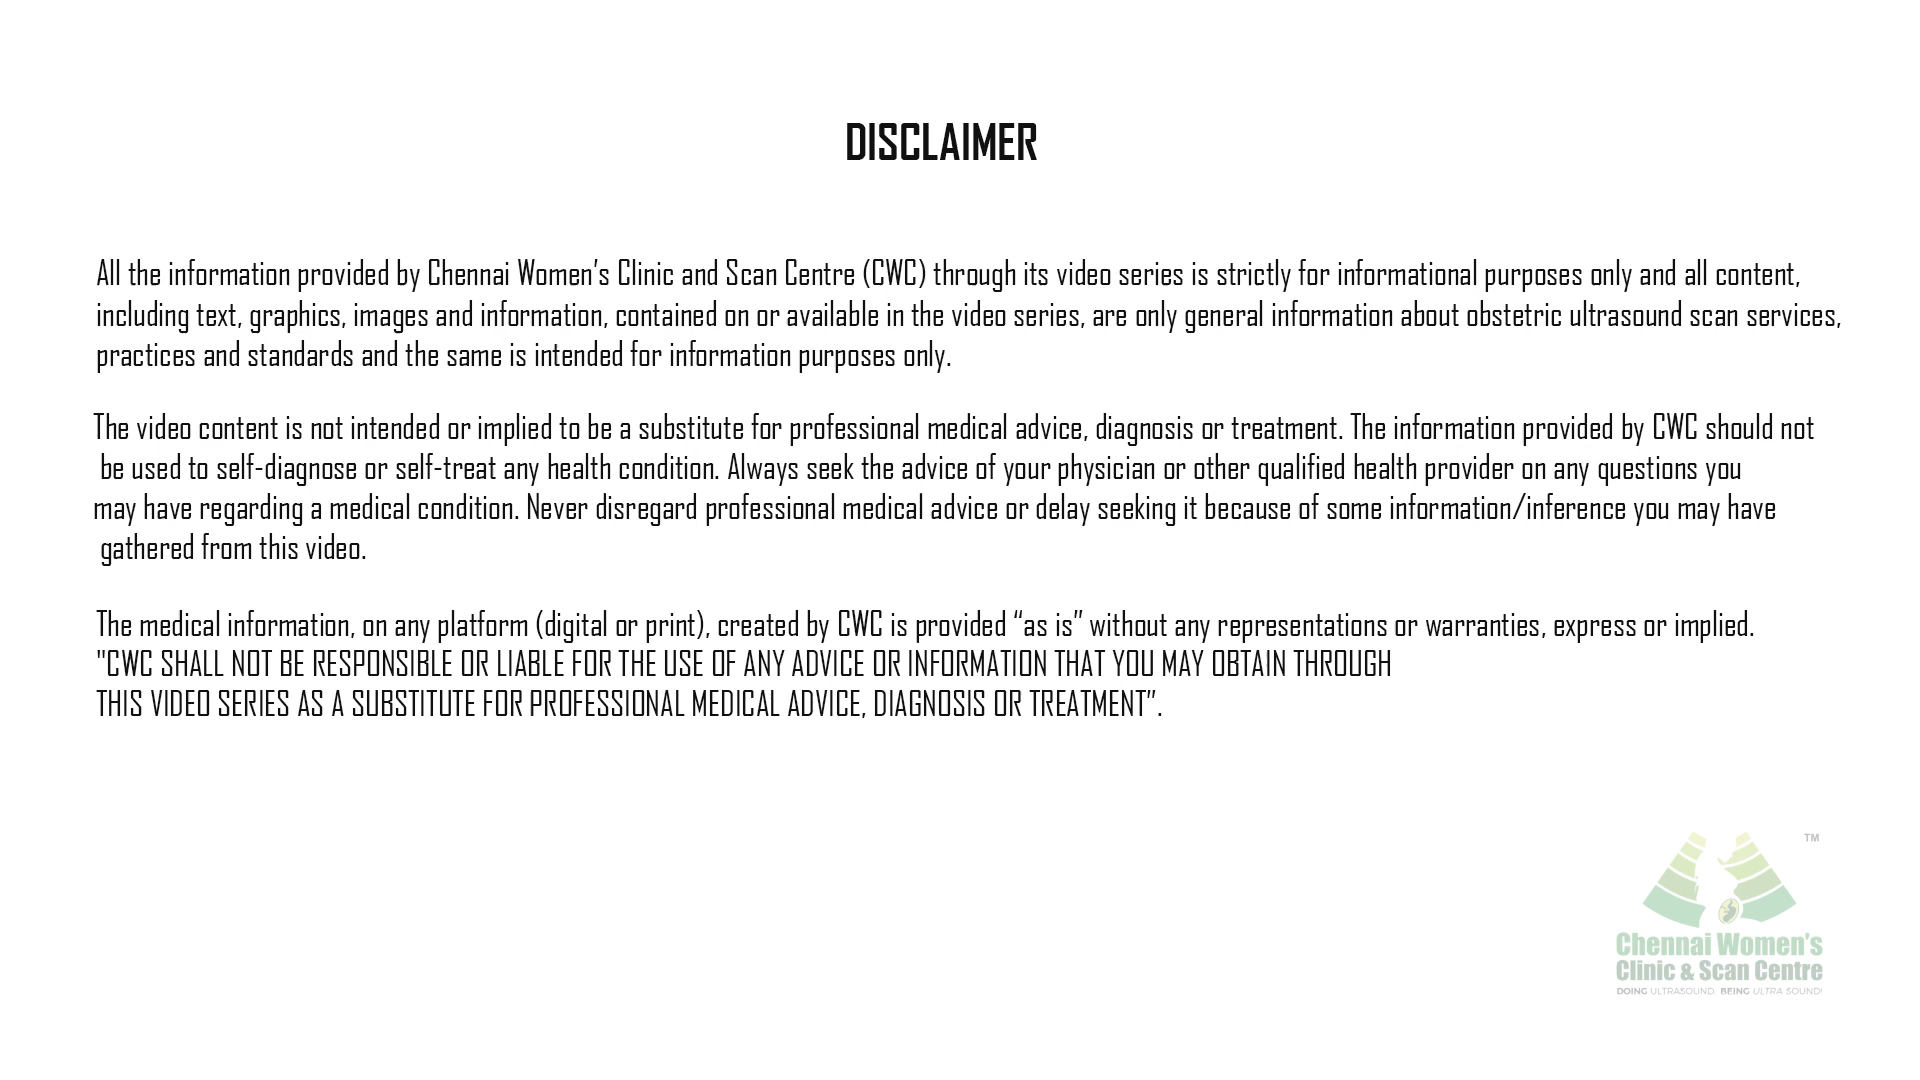 DISCLAIMER
All the information provided by Chennai Women's Clinic and Scan Centre (CWC) through its video series is strictly for informational purposes only and all content,
including text, graphics, images and information, contained on or available in the video series, are only general information about obstetric ultrasound scan services,
practices and standards and the same is intended for information purposes only.
The video content is not intended or implied to be a substitute for professional medical advice, diagnosis or treatment. The information provided by CWC should not
be used to self-diagnose or self-treat any health condition. Always seek the advice of your physician or other qualified health provider on any questions you
may have regarding a medical condition. Never disregard professional medical advice or delay seeking it because of some information/inference you may have
gathered from this video.
The medical information, on any platform (digital or print), created by CWC is provided “as is” without any representations or warranties, express or implied.
"CWC SHALL NOT BE RESPONSIBLE OR LIABLE FOR THE USE OF ANY ADVICE OR INFORMATION THAT YOU MAY OBTAIN THROUGH
THIS VIDEO SERIES AS A SUBSTITUTE FOR PROFESSIONAL MEDICAL ADVICE, DIAGNOSIS OR TREATMENT”.
TM
Chennai Women's
Clinic & Scan Centre
DOING ULTRASOUND. BEING ULTRA SOUND!